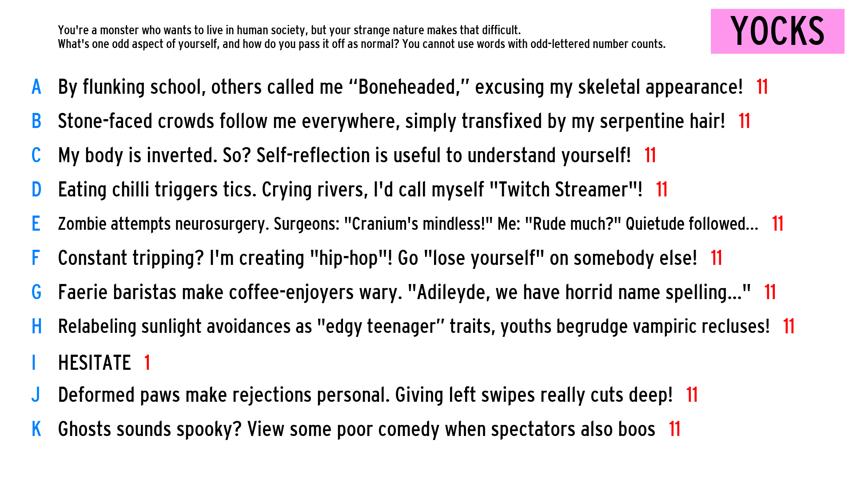 You're a monster who wants to live in human society, but your strange nature makes that difficult.
What's one odd aspect of yourself, and how do you pass it off as normal? You cannot use words with odd-lettered number counts.
YOCKS
A By flunking school, others called me “Boneheaded,” excusing my skeletal appearance! 11
B Stone-faced crowds follow me everywhere, simply transfixed by my serpentine hair! 11
C My body is inverted. So? Self-reflection is useful to understand yourself! 11
D Eating chilli triggers tics. Crying rivers, I'd call myself "Twitch Streamer"! 11
E Zombie attempts neurosurgery. Surgeons: "Cranium's mindless!" Me: "Rude much?" Quietude followed... 11
F Constant tripping? I'm creating "hip-hop"! Go "lose yourself" on somebody else! 11
G Faerie baristas make coffee-enjoyers wary. "Adileyde, we have horrid name spelling..." 11
H Relabeling sunlight avoidances as "edgy teenager” traits, youths begrudge vampiric recluses! 11
I HESITATE 1
J Deformed paws make rejections personal. Giving left swipes really cuts deep! 11
K Ghosts sounds spooky? View some poor comedy when spectators also boos 11